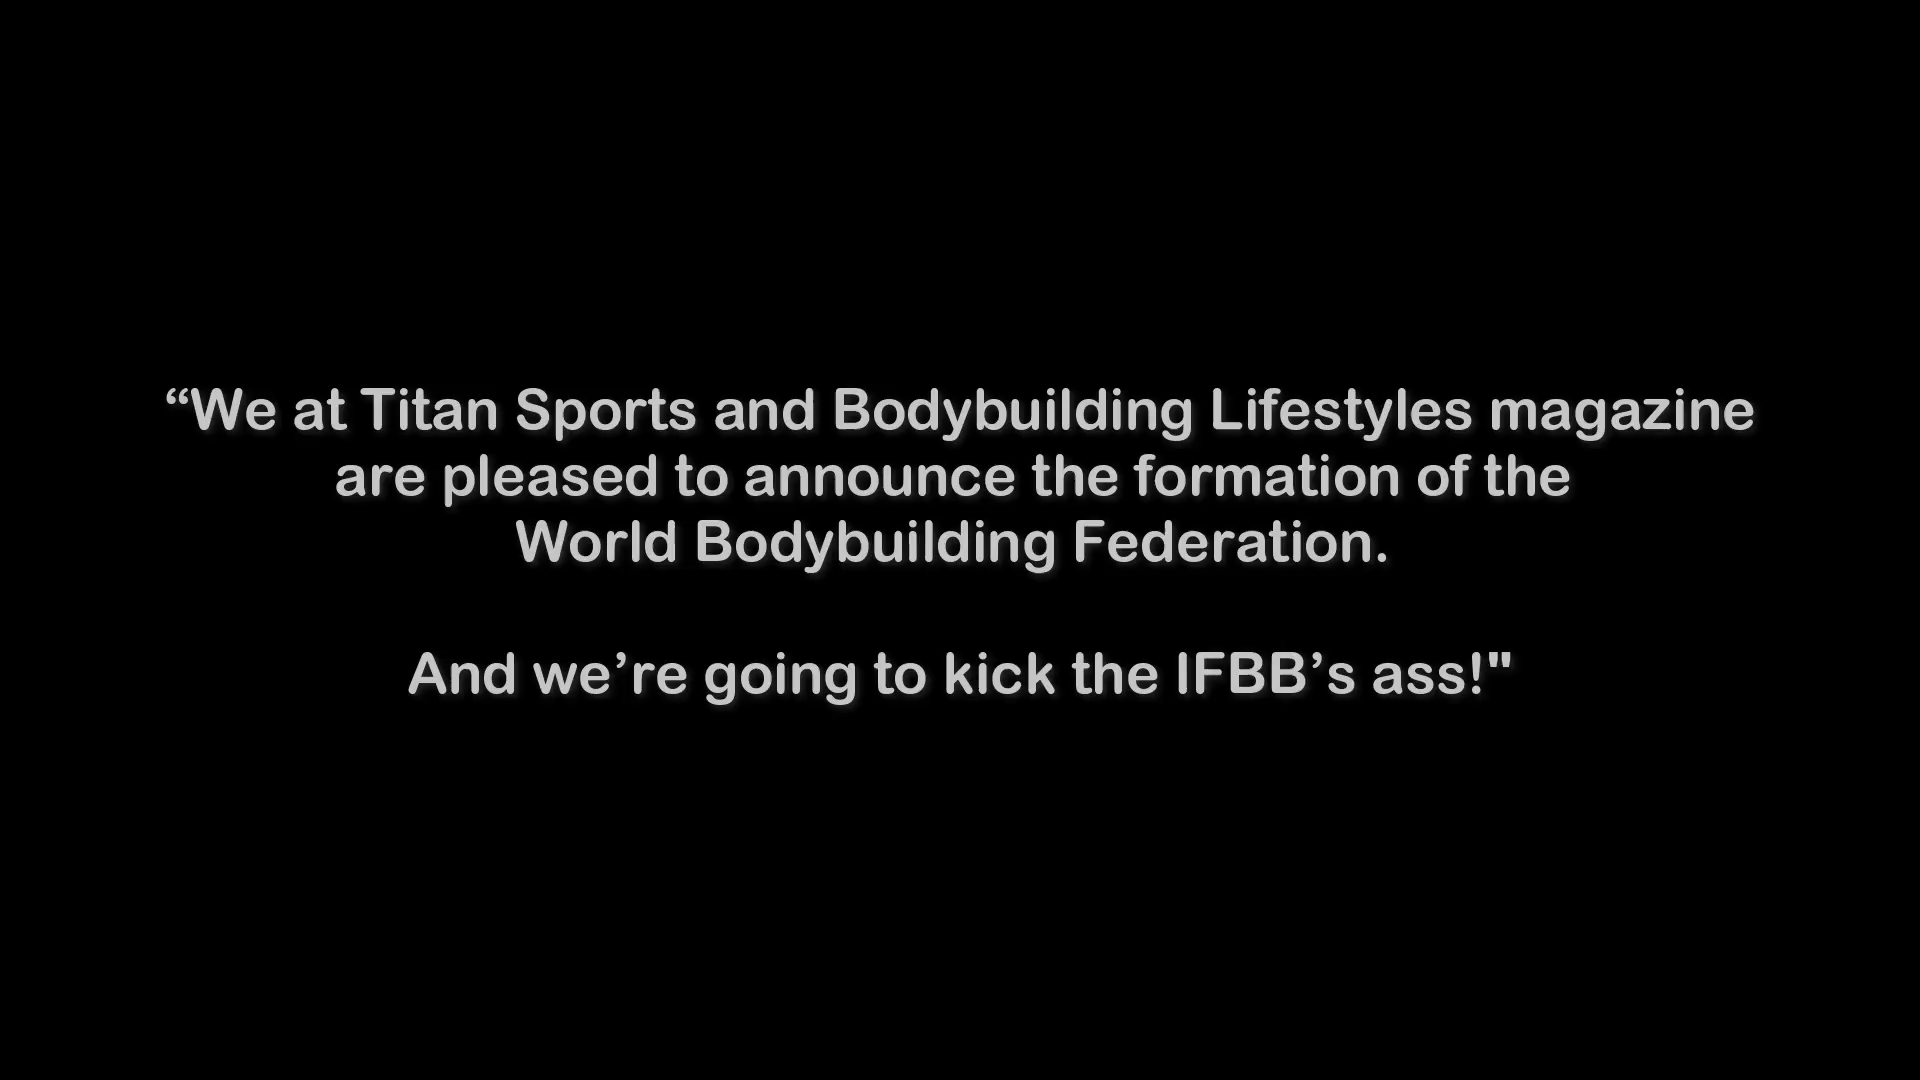 “We at Titan Sports and Bodybuilding Lifestyles magazine
are pleased to announce the formation of the
World Bodybuilding Federation.
And we’re going to kick the IFBB’s ass!"